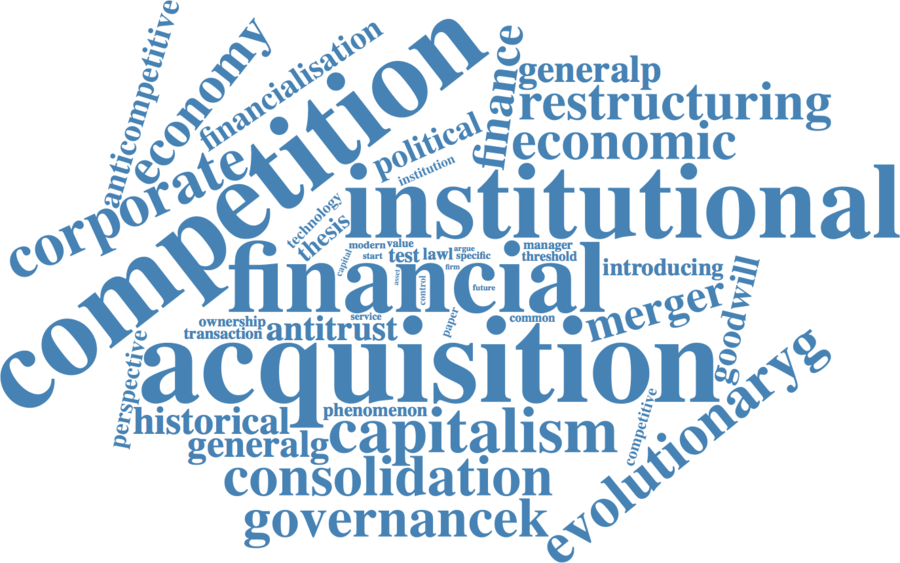 anticompetitive
economy
financialisation
competition
corporate
finance
generalp
restructuring
economic
political
institution
institutional
technology
thesis
modern
value
start
test
lawl
argue
specific
manager
threshold
capital
financial
asset
control
firm
future
introducing
goodwill
merger
ownership
transaction
service
antitrust
paper
common
acquisition
perspective
historical
phenomenon
generalg
capitalism
competitive
evolutionaryg
consolidation
governancek